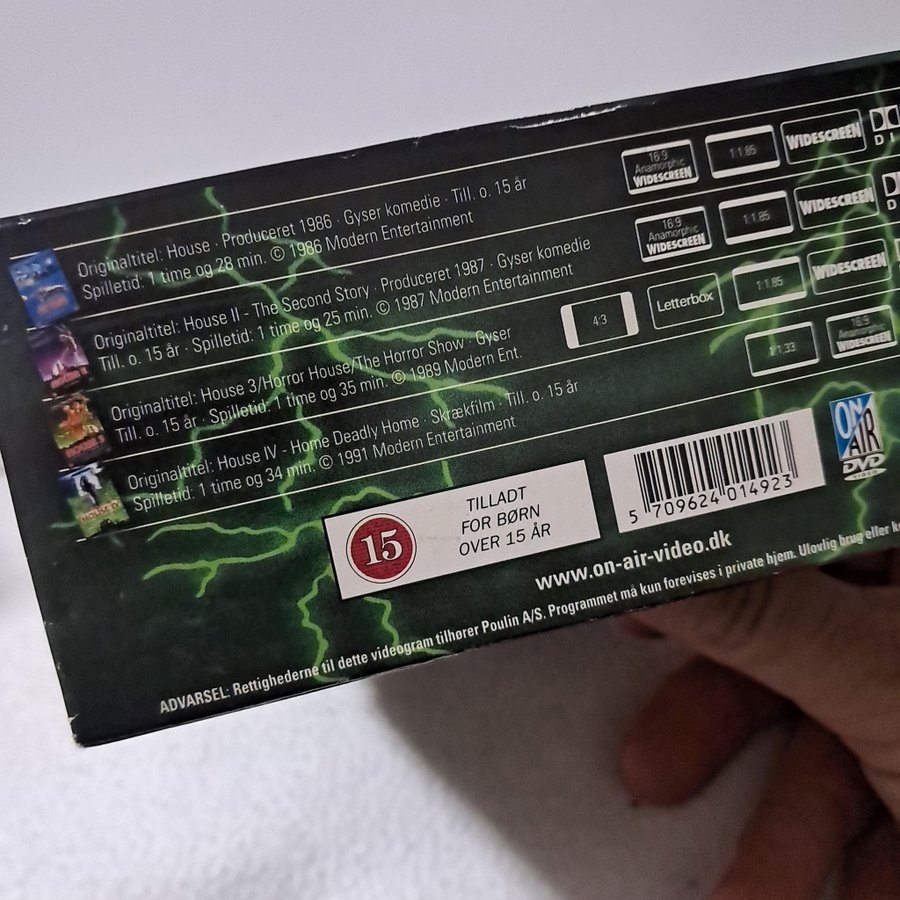 Originaltitel: House · Produceret 1986 · Gyser komedie · Till. o. 15 år
Spilletid: 1 time og 28 min. © 1986 Modern Entertainment
16:9
Anamorphic
WIDESCREEN
1:1.85
WIDESCREEN
Originaltitel: House II - The Second Story · Produceret 1987 · Gyser komedie
Till. o. 15 år · Spilletid: 1 time og 25 min. © 1987 Modern Entertainment
16:9
Anamorphic
WIDESCREEN
1:1.85
WIDESCREEN
Originaltitel: House 3/Horror House/The Horror Show · Gyser
Till. o. 15 år · Spilletid: 1 time og 35 min. © 1989 Modern Ent.
4:3
Letterbox
1:1.85
WIDESCREEN
Originaltitel: House IV - Home Deadly Home · Skrækfilm · Till. o. 15 år
Spilletid: 1 time og 34 min. © 1991 Modern Entertainment
1:1.33
16:9
Anamorphic
WIDESCREEN
15
TILLADT
FOR BØRN
OVER 15 ÅR
5 709624 014923
ON
AIR
DVD
VIDEO
www.on-air-video.dk
ADVARSEL: Rettighederne til dette videogram tilhører Poulin A/S. Programmet må kun forevises i private hjem. Ulovlig brug eller